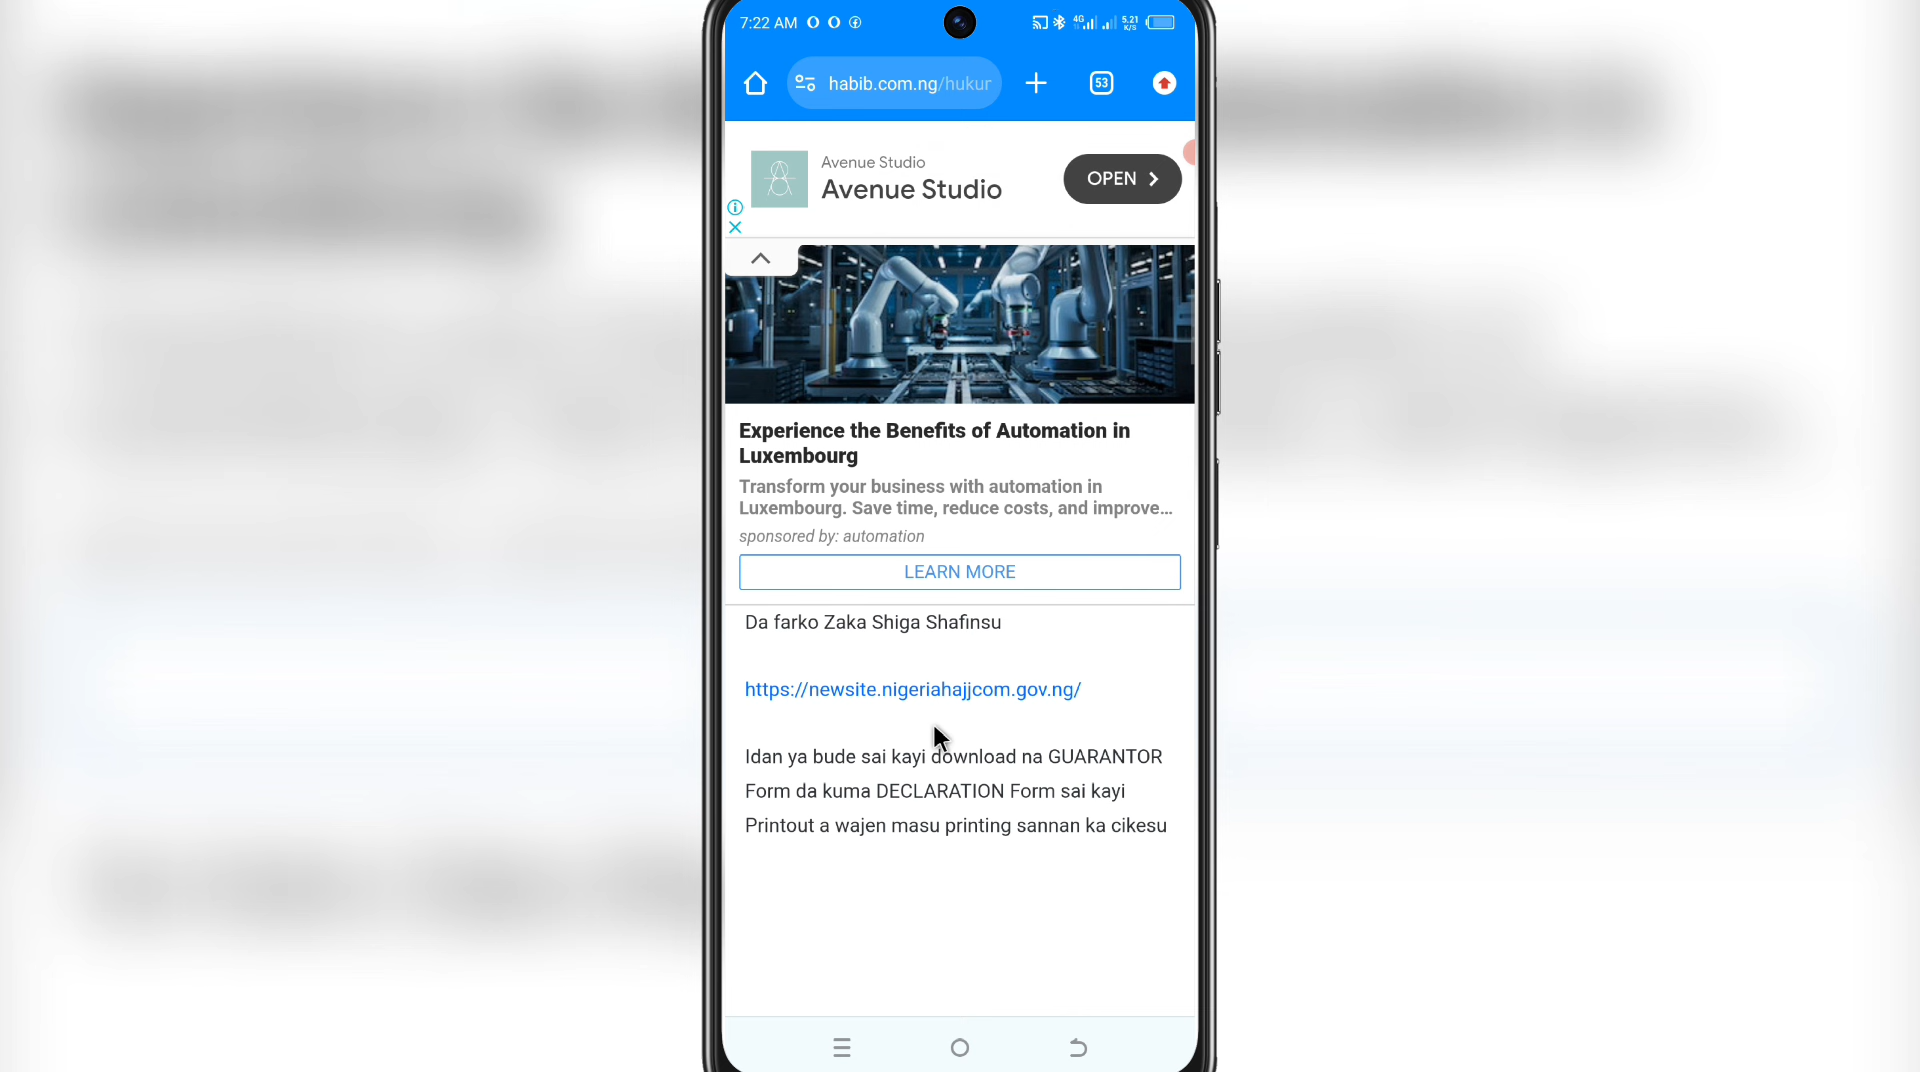 7:22 AM
4G
5.21
K/S
habib.com.ng/hukur
53
Avenue Studio
Avenue Studio
OPEN
Experience the Benefits of Automation in
Luxembourg
Transform your business with automation in
Luxembourg. Save time, reduce costs, and improve...
sponsored by: automation
LEARN MORE
Da farko Zaka Shiga Shafinsu
https://newsite.nigeriahajjcom.gov.ng/
Idan ya bude sai kayi download na GUARANTOR
Form da kuma DECLARATION Form sai kayi
Printout a wajen masu printing sannan ka cikesu